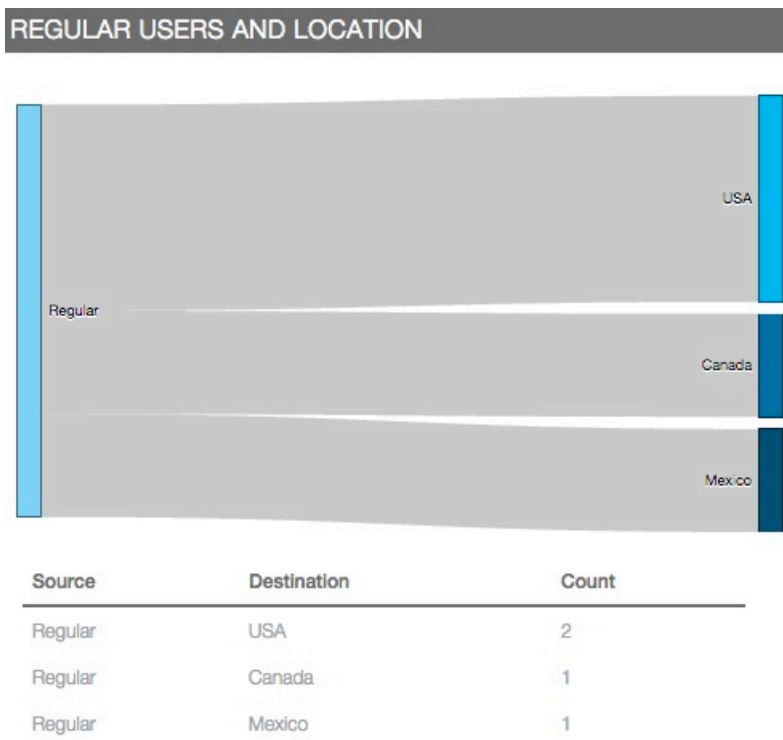 REGULAR USERS AND LOCATION
USA
Regular
Canada
Mexico
Source Destination Count
Regular USA 2
Regular Canada 1
Regular Mexico 1